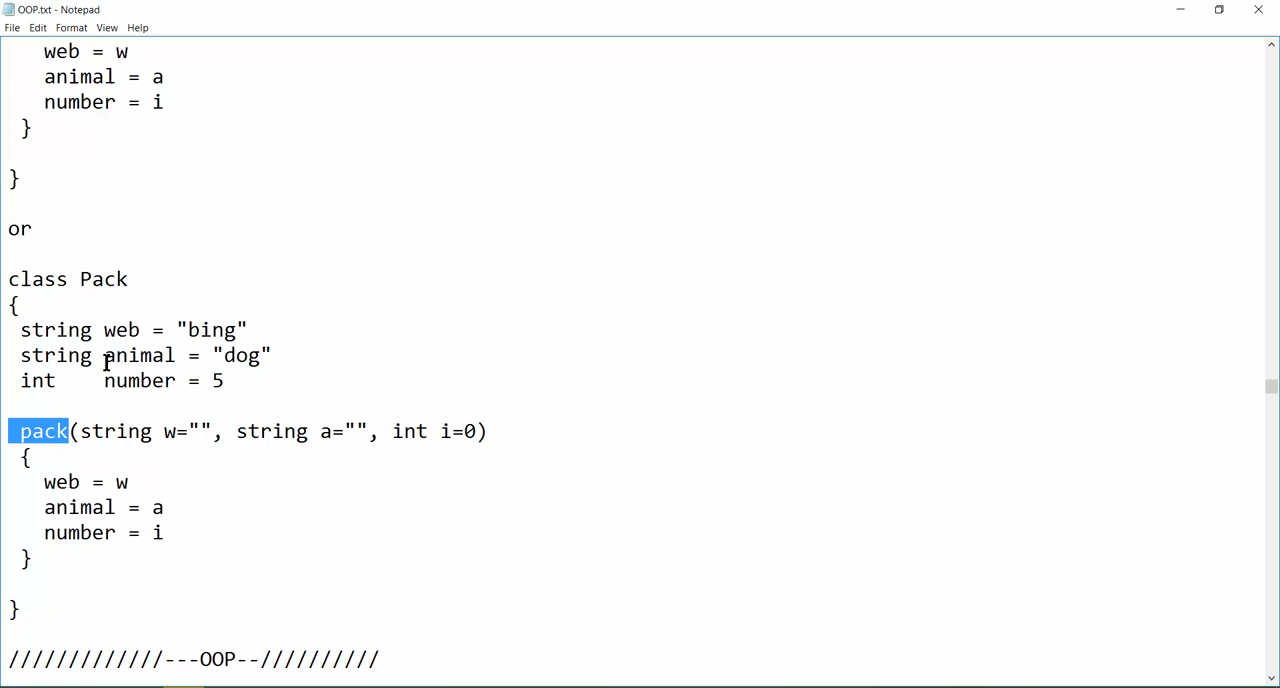 OOP.txt - Notepad
File Edit Format View Help
web = w
animal = a
number = i
}
}
or
class Pack
{
string web = "bing"
string animal = "dog"
int number = 5
pack(string w="", string a="", int i=0)
{
web = w
animal = a
number = i
}
}
/////////////---OOP--//////////